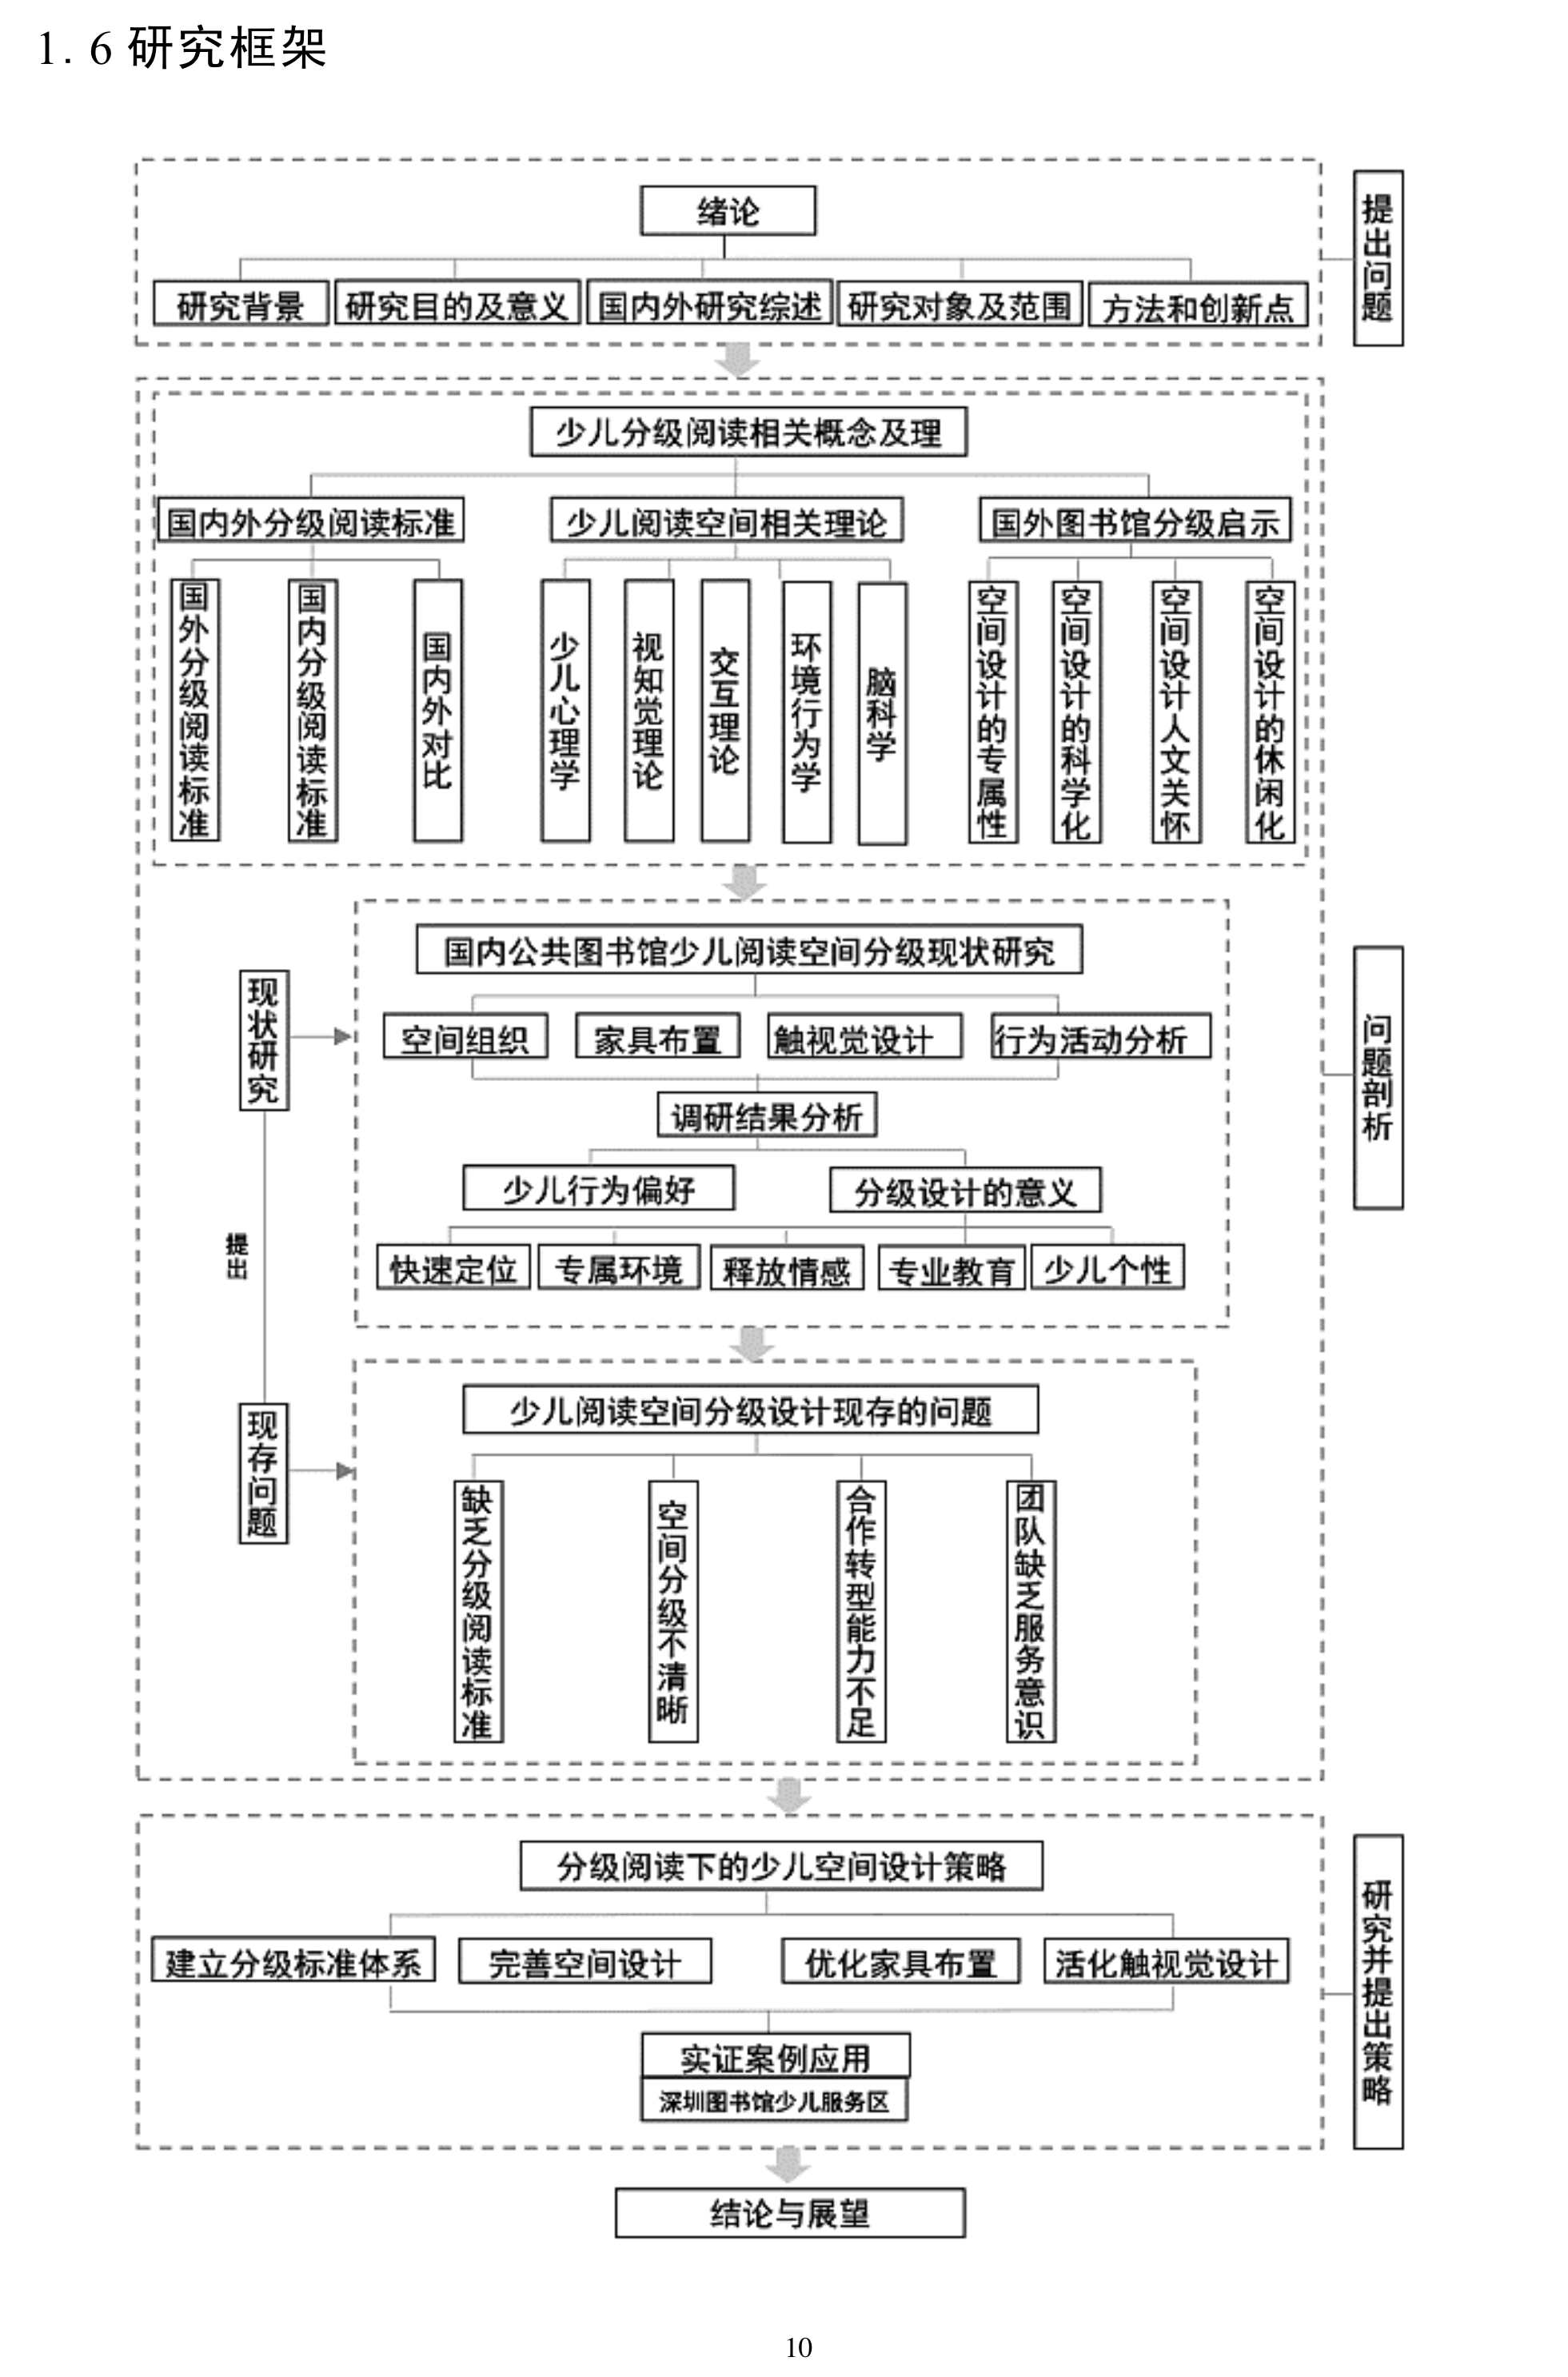 1. 6 研究框架
绪论
研究背景
研究目的及意义
国内外研究综述
研究对象及范围
方法和创新点
提出问题
少儿分级阅读相关概念及理
国内外分级阅读标准
少儿阅读空间相关理论
国外图书馆分级启示
国外分级阅读标准
国内分级阅读标准
国内外对比
少儿心理学
视知觉理论
交互理论
环境行为学
脑科学
空间设计的专属性
空间设计的科学化
空间设计人文关怀
空间设计的休闲化
国内公共图书馆少儿阅读空间分级现状研究
现状研究
空间组织
家具布置
触视觉设计
行为活动分析
问题剖析
调研结果分析
少儿行为偏好
分级设计的意义
提出
快速定位
专属环境
释放情感
专业教育
少儿个性
少儿阅读空间分级设计现存的问题
现存问题
缺乏分级阅读标准
空间分级不清晰
合作转型能力不足
团队缺乏服务意识
分级阅读下的少儿空间设计策略
建立分级标准体系
完善空间设计
优化家具布置
活化触视觉设计
研究并提出策略
实证案例应用
深圳图书馆少儿服务区
结论与展望
10